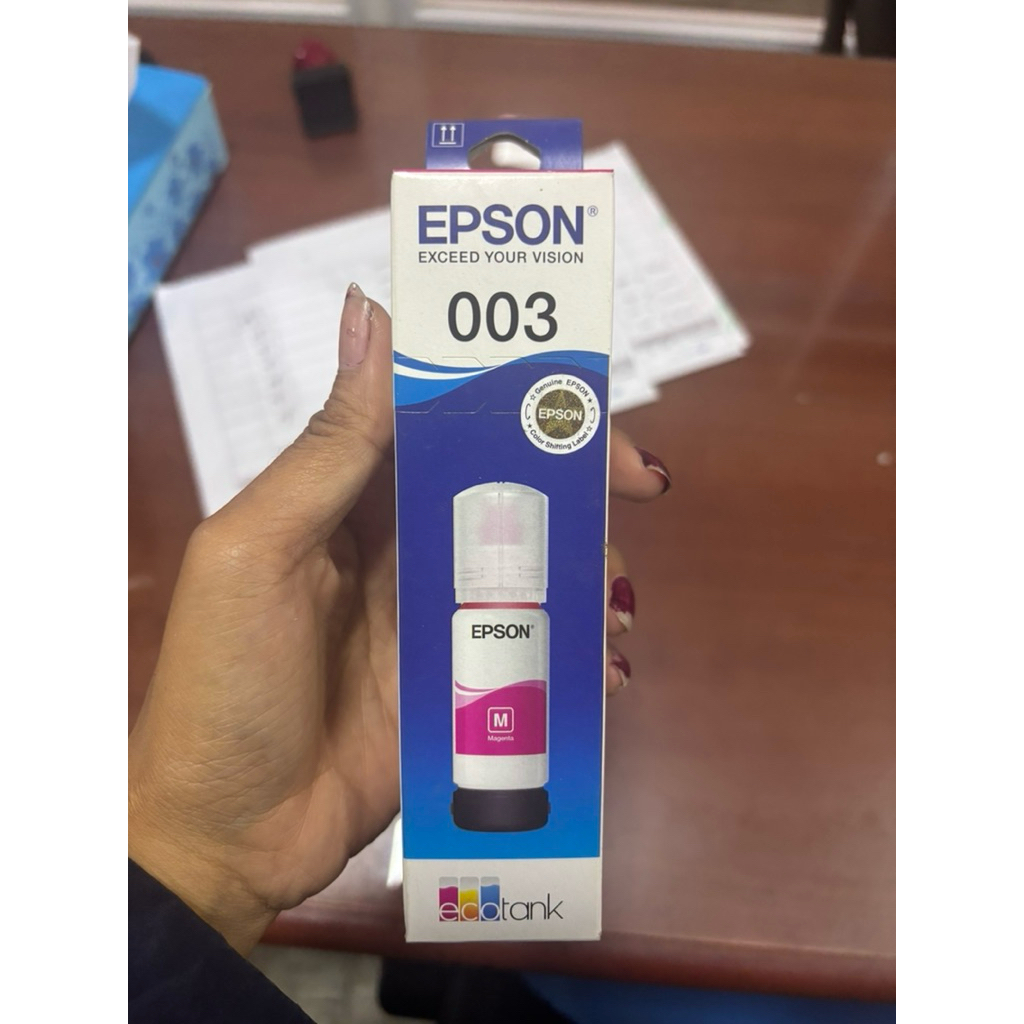 EPSON®
EXCEED YOUR VISION
003
Genuine EPSON
EPSON
Color Shifting Label
EPSON®
M
Magenta
ecotank